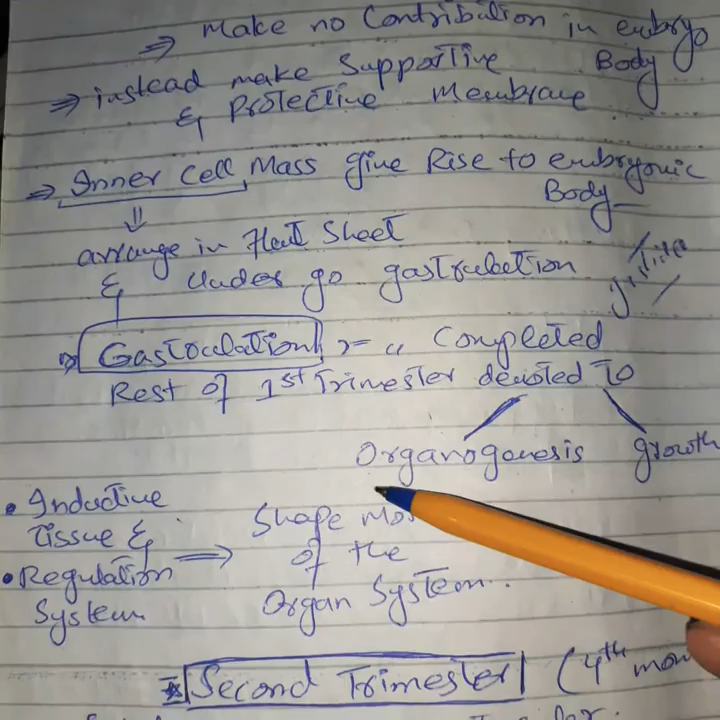 ⇒ Make no Contribution in embryo Body
⇒ instead make Supportive
& Protective Membrane
⇒ Inner Cell Mass give Rise to embryonic
Body
⇓
arrange in Flat Sheet
& Under go gastrulation
Gastrulation = " Completed
Rest of 1st Trimester devoted to
Organogenesis growth
• Inductive
tissue &
• Regulation
System
⇒ Shape
of the
Organ System..
Second Trimester (4th